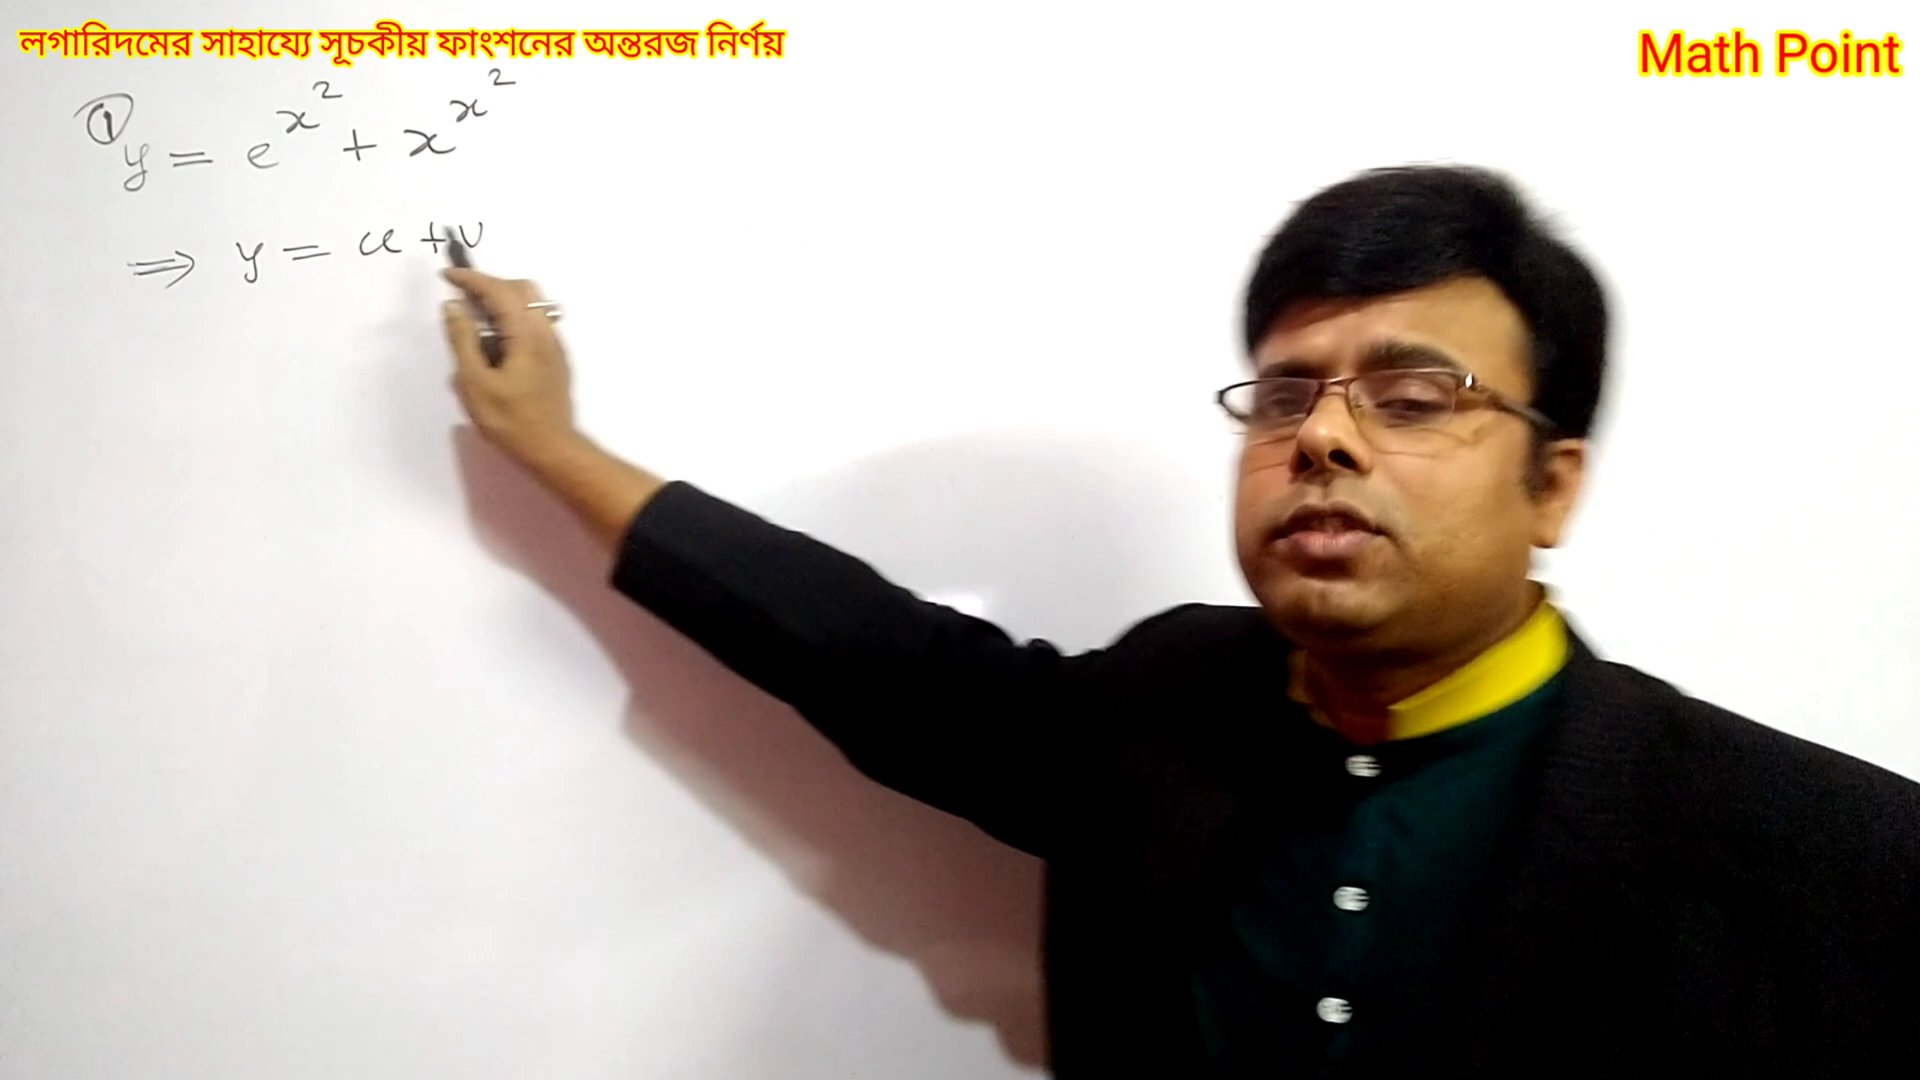 লগারিদমের সাহায্যে সূচকীয় ফাংশনের অন্তরজ নির্ণয়
Math Point
① y = e^{x^2} + x^{x^2}
⇒ y = u + v